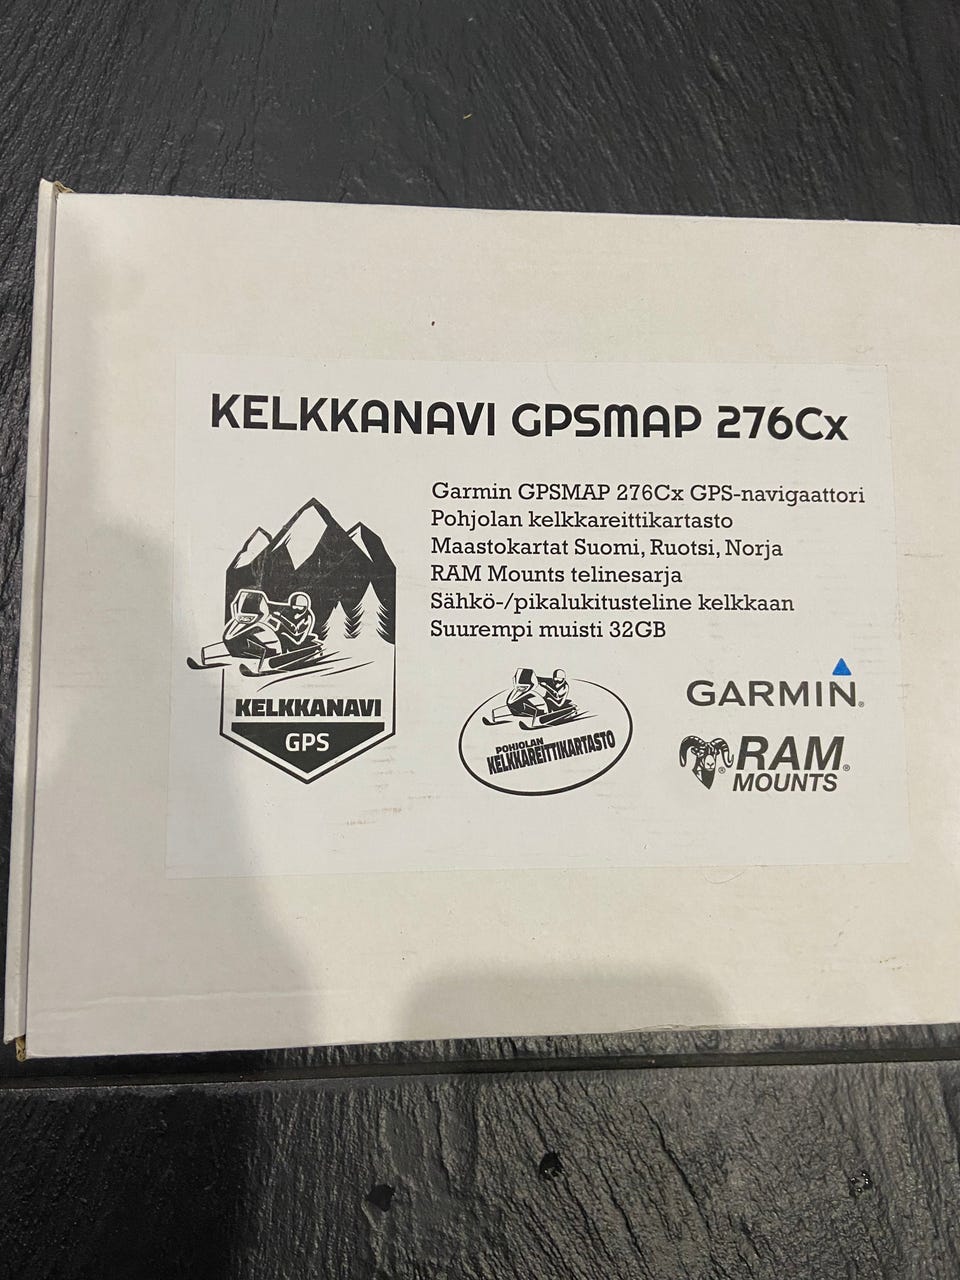 KELKKANAVI GPSMAP 276Cx
Garmin GPSMAP 276Cx GPS-navigaattori
Pohjolan kelkkareittikartasto
Maastokartat Suomi, Ruotsi, Norja
RAM Mounts telinesarja
Sähkö-/pikalukitusteline kelkkaan
Suurempi muisti 32GB
KELKKANAVI
GPS
POHJOLAN
KELKKAREITTIKARTASTO
GARMIN®
RAM®
MOUNTS